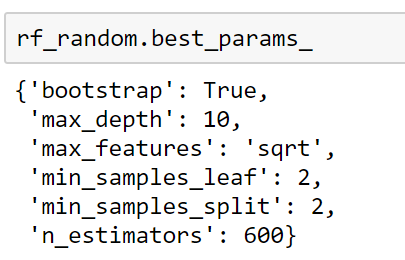 rf_random.best_params_
{'bootstrap': True,
'max_depth': 10,
'max_features': 'sqrt',
'min_samples_leaf': 2,
'min_samples_split': 2,
'n_estimators': 600}